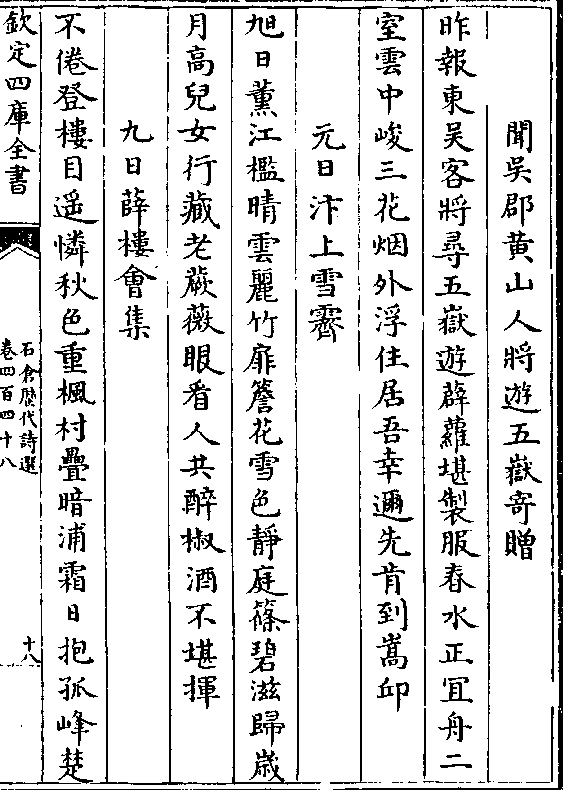 聞吳郡黄山人將遊五嶽寄贈
昨報東吴客將尋五嶽遊薜蘿堪製服春水正宜舟二
室雲中峻三花烟外浮住居吾幸邇先肯到嵩邱
元日汴上雪霽
旭日薰江檻晴雲麗竹扉簷花雪色靜庭篠碧滋歸歳
月高兒女行藏老蕨薇眼看人共醉椒酒不堪揮
九日薛樓會集
不倦登樓目遥憐秋色重楓村疊暗浦霜日抱孤峰楚
欽定四庫全書
石倉歴代詩選
卷四百四十八
十八